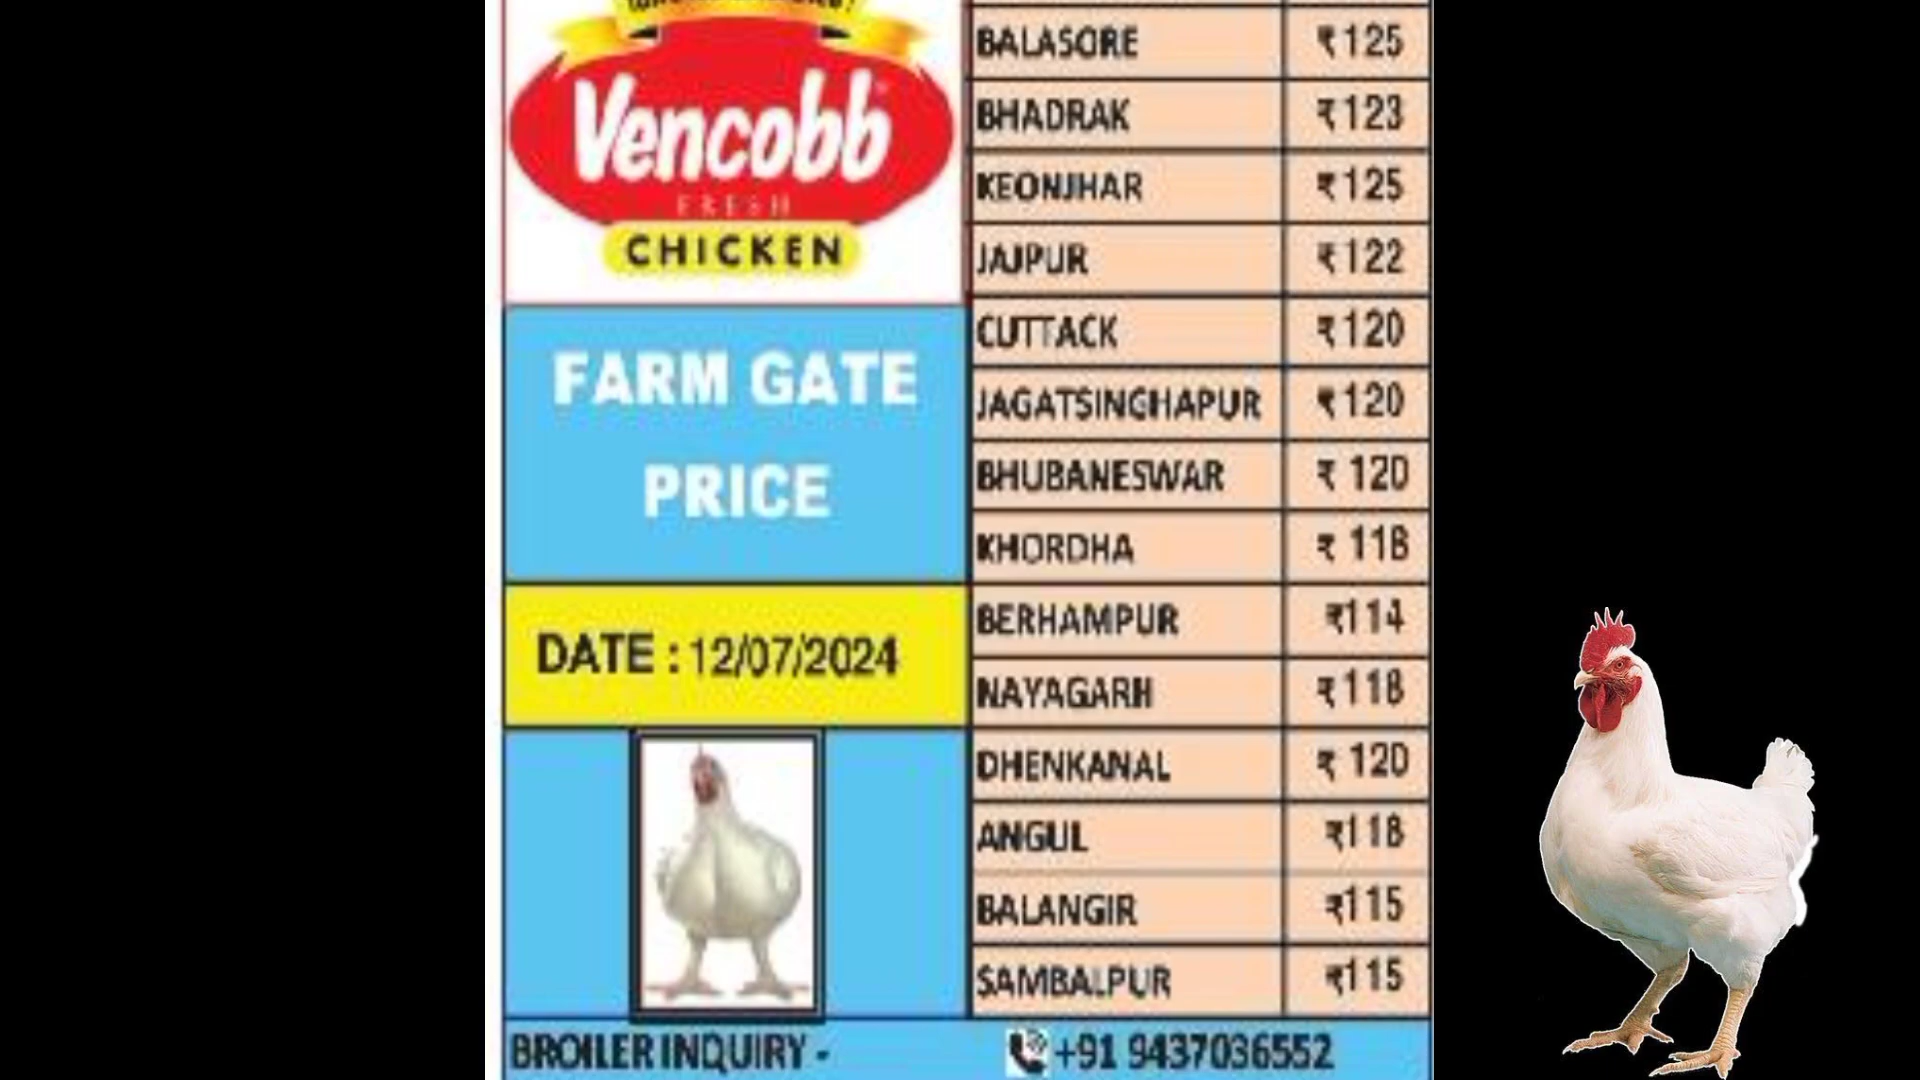 Vencobb
FRESH
CHICKEN
FARM GATE
PRICE
DATE : 12/07/2024
BALASORE ₹125
BHADRAK ₹123
KEONJHAR ₹125
JAJPUR ₹122
CUTTACK ₹120
JAGATSINGHAPUR ₹120
BHUBANESWAR ₹ 120
KHORDHA ₹ 118
BERHAMPUR ₹114
NAYAGARH ₹118
DHENKANAL ₹ 120
ANGUL ₹118
BALANGIR ₹115
SAMBALPUR ₹115
BROILER INQUIRY - +91 9437036552